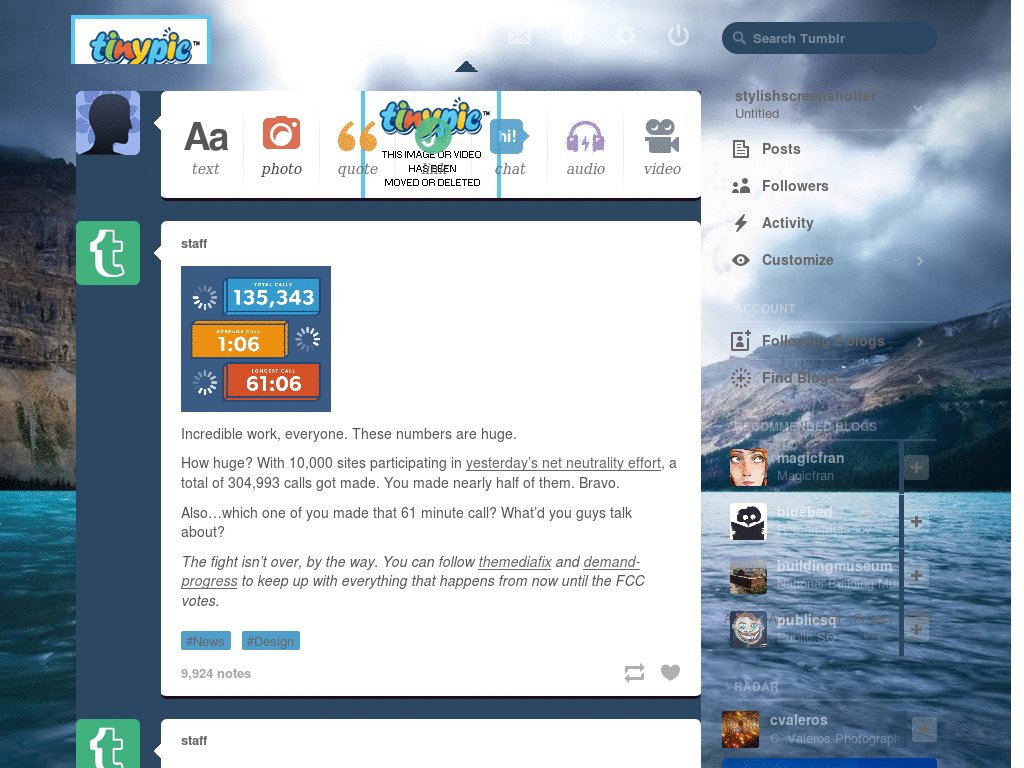 tinypic™
Search Tumblr
stylishscreenshotter
Untitled
Aa
text
photo
quote
tinypic™
THIS IMAGE OR VIDEO
HAS BEEN
MOVED OR DELETED
link
hi!
chat
audio
video
Posts
Followers
Activity
Customize
ACCOUNT
Following 2 blogs
Find Blogs
RECOMMENDED BLOGS
magicfran
Magicfran
bluebed
buildingmuseum
National Building Mu
publicsq
Public SQ.
RADAR
cvaleros
C. Valeros Photograph
staff
TOTAL CALLS
135,343
AVERAGE CALL
1:06
LONGEST CALL
61:06
Incredible work, everyone. These numbers are huge.
How huge? With 10,000 sites participating in yesterday’s net neutrality effort, a
total of 304,993 calls got made. You made nearly half of them. Bravo.
Also…which one of you made that 61 minute call? What’d you guys talk
about?
The fight isn’t over, by the way. You can follow themediafix and demand-
progress to keep up with everything that happens from now until the FCC
votes.
#News #Design
9,924 notes
staff